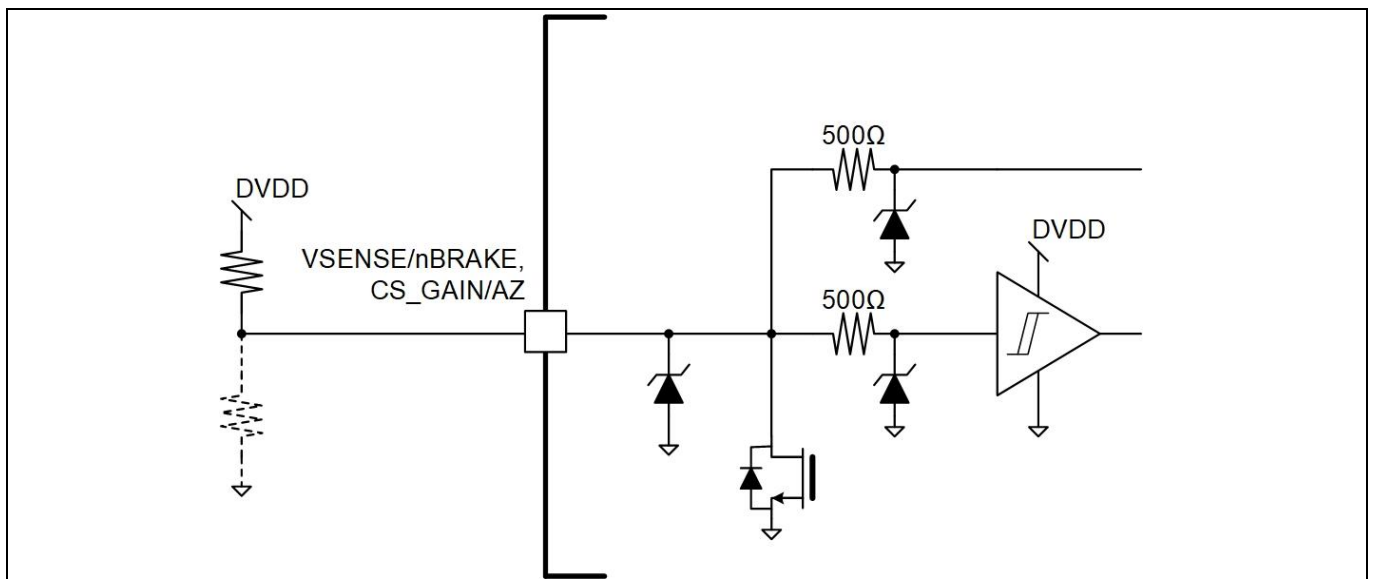 500Ω
DVDD
DVDD
VSENSE/nBRAKE,
CS_GAIN/AZ
500Ω